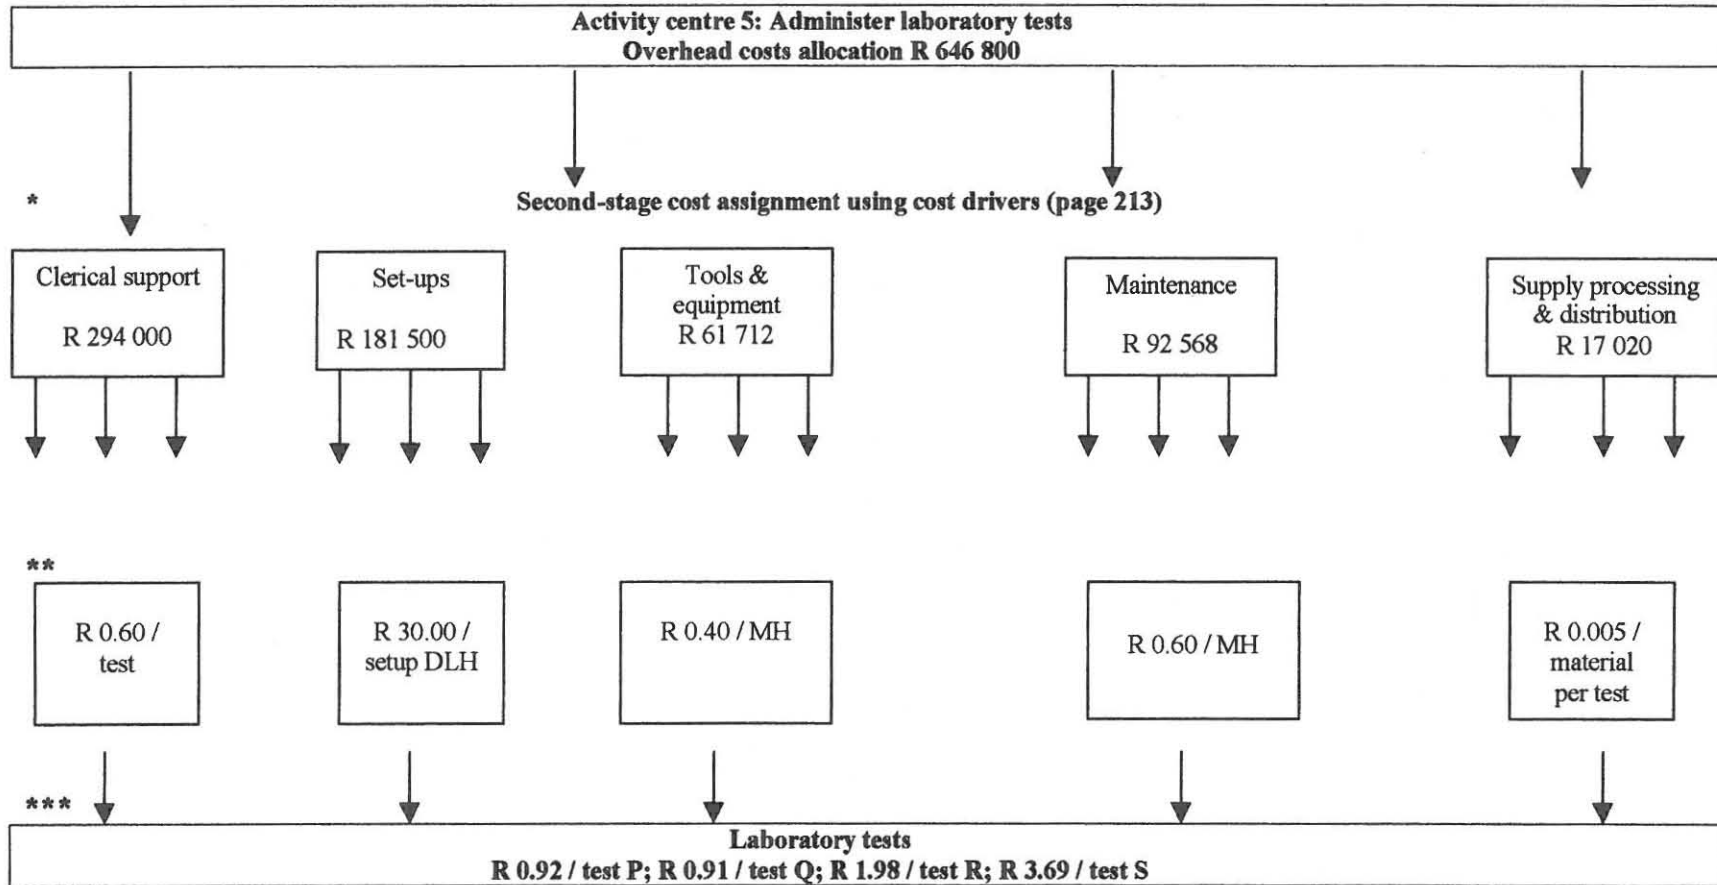 Activity centre 5: Administer laboratory tests
Overhead costs allocation R 646 800
*
Second-stage cost assignment using cost drivers (page 213)
Clerical support
R 294 000
Set-ups
R 181 500
Tools &
equipment
R 61 712
Maintenance
R 92 568
Supply processing
& distribution
R 17 020
**
R 0.60 /
test
R 30.00 /
setup DLH
R 0.40 / MH
R 0.60 / MH
R 0.005 /
material
per test
***
Laboratory tests
R 0.92 / test P; R 0.91 / test Q; R 1.98 / test R; R 3.69 / test S